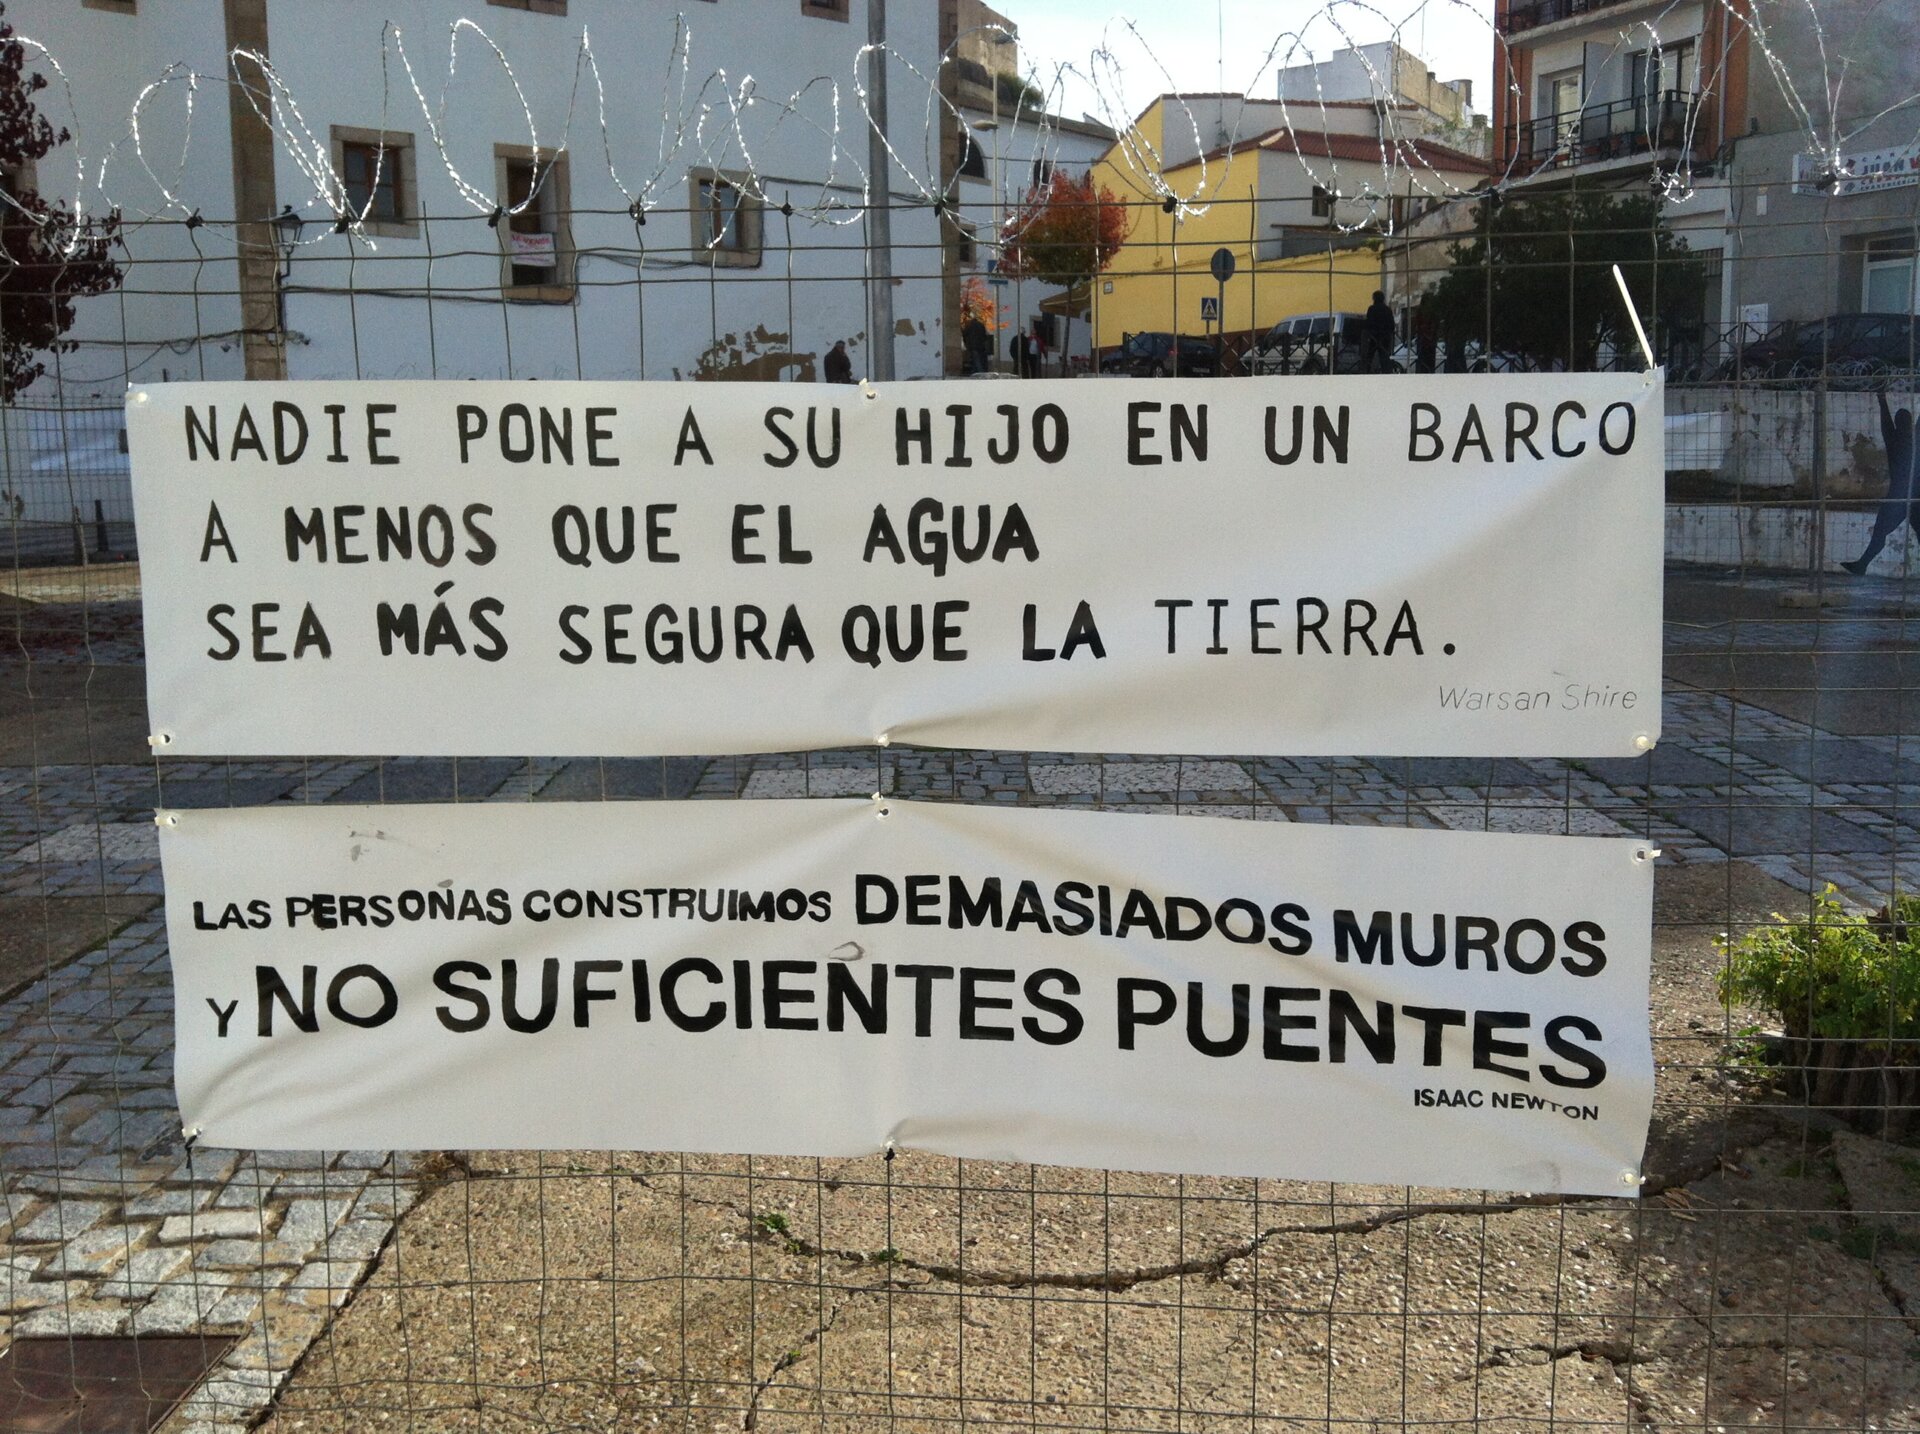 NADIE PONE A SU HIJO EN UN BARCO
A MENOS QUE EL AGUA
SEA MÁS SEGURA QUE LA TIERRA.
Warsan Shire
LAS PERSONAS CONSTRUIMOS DEMASIADOS MUROS
Y NO SUFICIENTES PUENTES
ISAAC NEWTON
JUAN